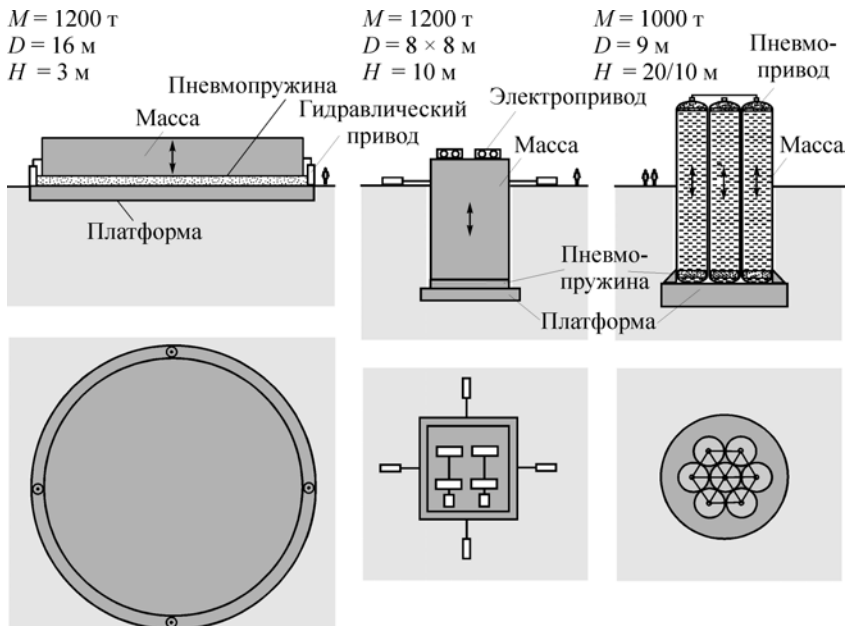 M = 1200 т
D = 16 м
H = 3 м
Пневмопружина
Масса
Гидравлический
привод
Платформа
M = 1200 т
D = 8 × 8 м
H = 10 м
Электропривод
Масса
Пневмо-
пружина
Платформа
M = 1000 т
D = 9 м
H = 20/10 м
Пневмо-
привод
Масса